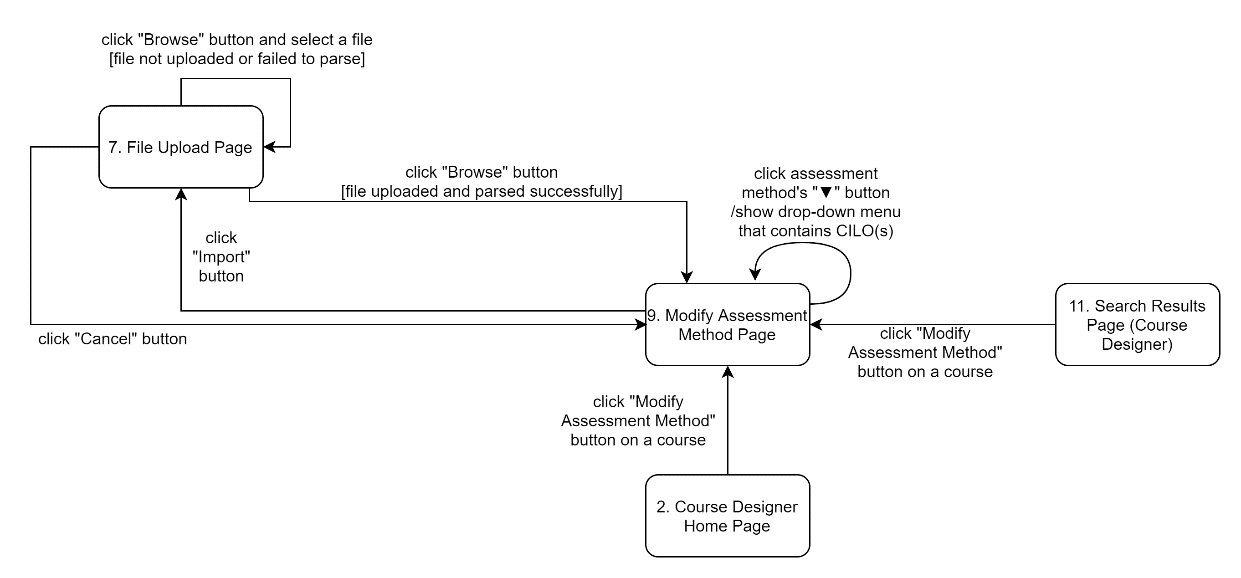 click "Browse" button and select a file
[file not uploaded or failed to parse]
7. File Upload Page
click "Browse" button
[file uploaded and parsed successfully]
click assessment
method's "▼" button
/show drop-down menu
that contains CILO(s)
click
"Import"
button
9. Modify Assessment
Method Page
11. Search Results
Page (Course
Designer)
click "Cancel" button
click "Modify
Assessment Method"
button on a course
click "Modify
Assessment Method"
button on a course
2. Course Designer
Home Page